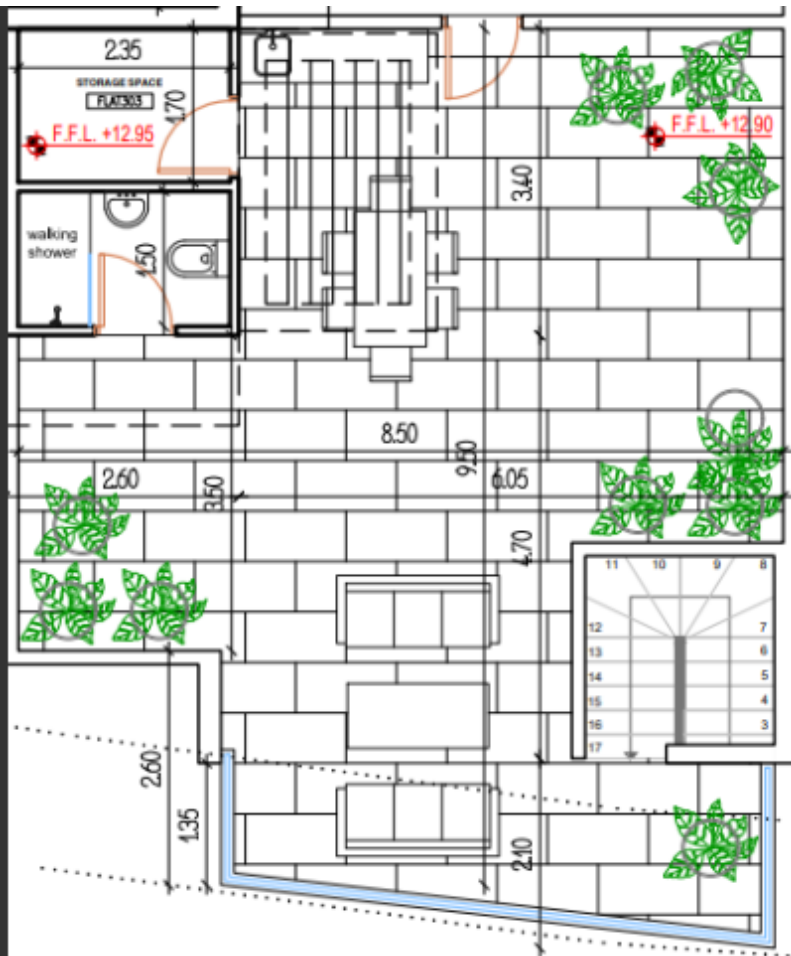 2.35
STORAGE SPACE
FLAT303
1.70
F.F.L. +12.95
F.F.L. +12.90
3.40
walking
shower
1.50
8.50
9.50
2.60
6.05
3.50
4.70
11 10 9 8
12 7
13 6
14 5
15 4
16 3
17
2.60
1.35
2.10